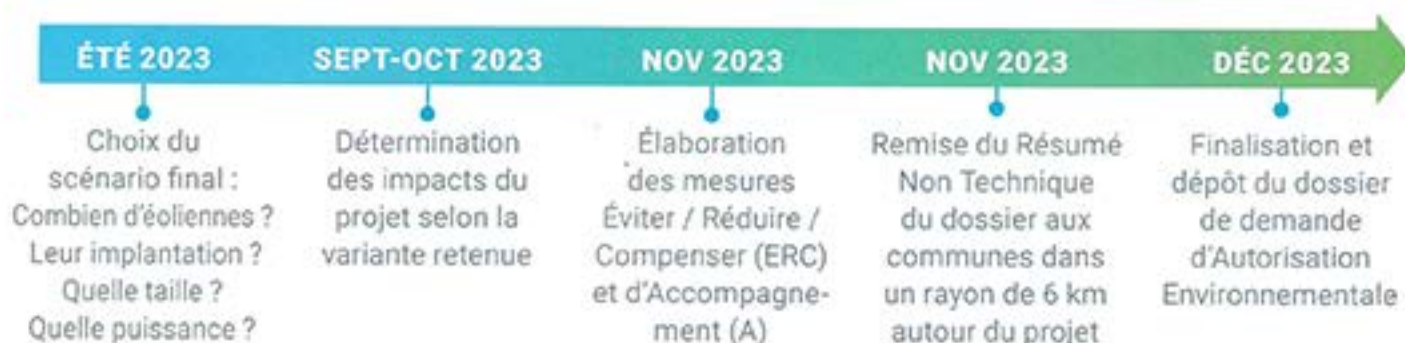 ÉTÉ 2023
Choix du
scénario final :
Combien d'éoliennes ?
Leur implantation ?
Quelle taille ?
Quelle puissance ?
SEPT-OCT 2023
Détermination
des impacts du
projet selon la
variante retenue
NOV 2023
Élaboration
des mesures
Éviter / Réduire /
Compenser (ERC)
et d'Accompagne-
ment (A)
NOV 2023
Remise du Résumé
Non Technique
du dossier aux
communes dans
un rayon de 6 km
autour du projet
DÉC 2023
Finalisation et
dépôt du dossier
de demande
d'Autorisation
Environnementale